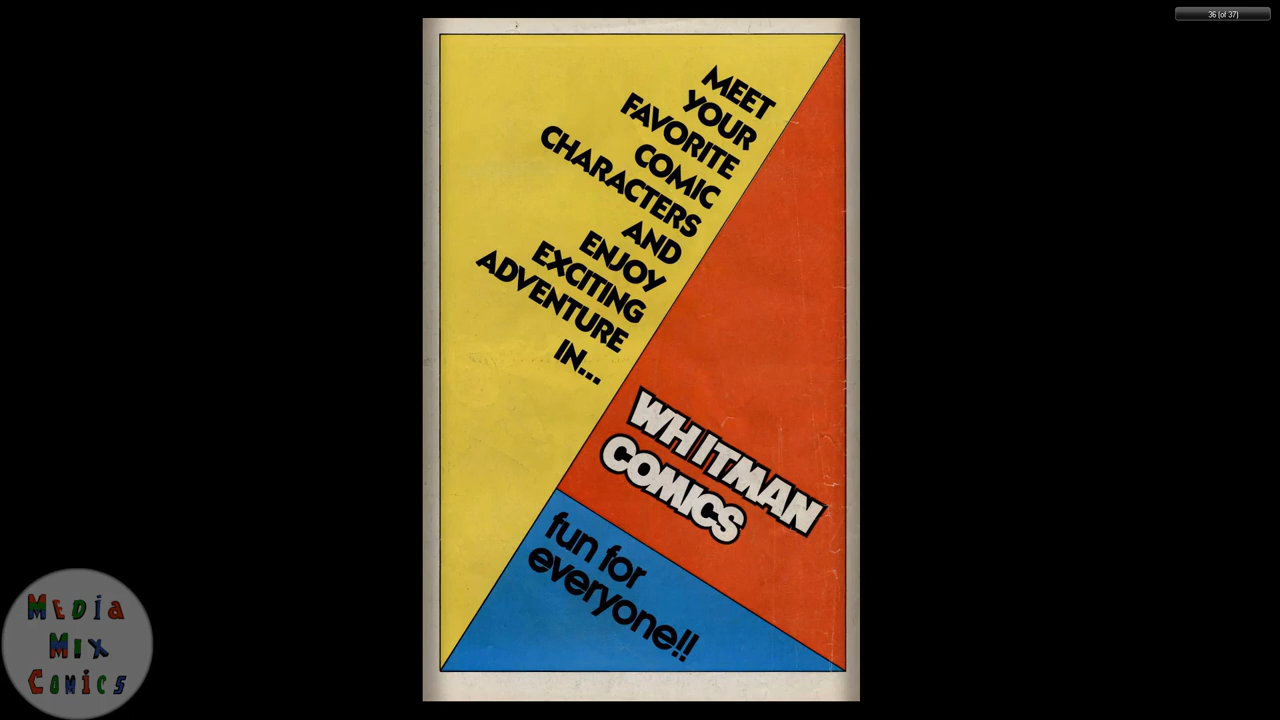 36 (of 37)
MEET
YOUR
FAVORITE
COMIC
CHARACTERS
AND
ENJOY
EXCITING
ADVENTURE
IN...
WHITMAN
COMICS
fun for
everyone!!
MEDiA
MiX
COMiCS